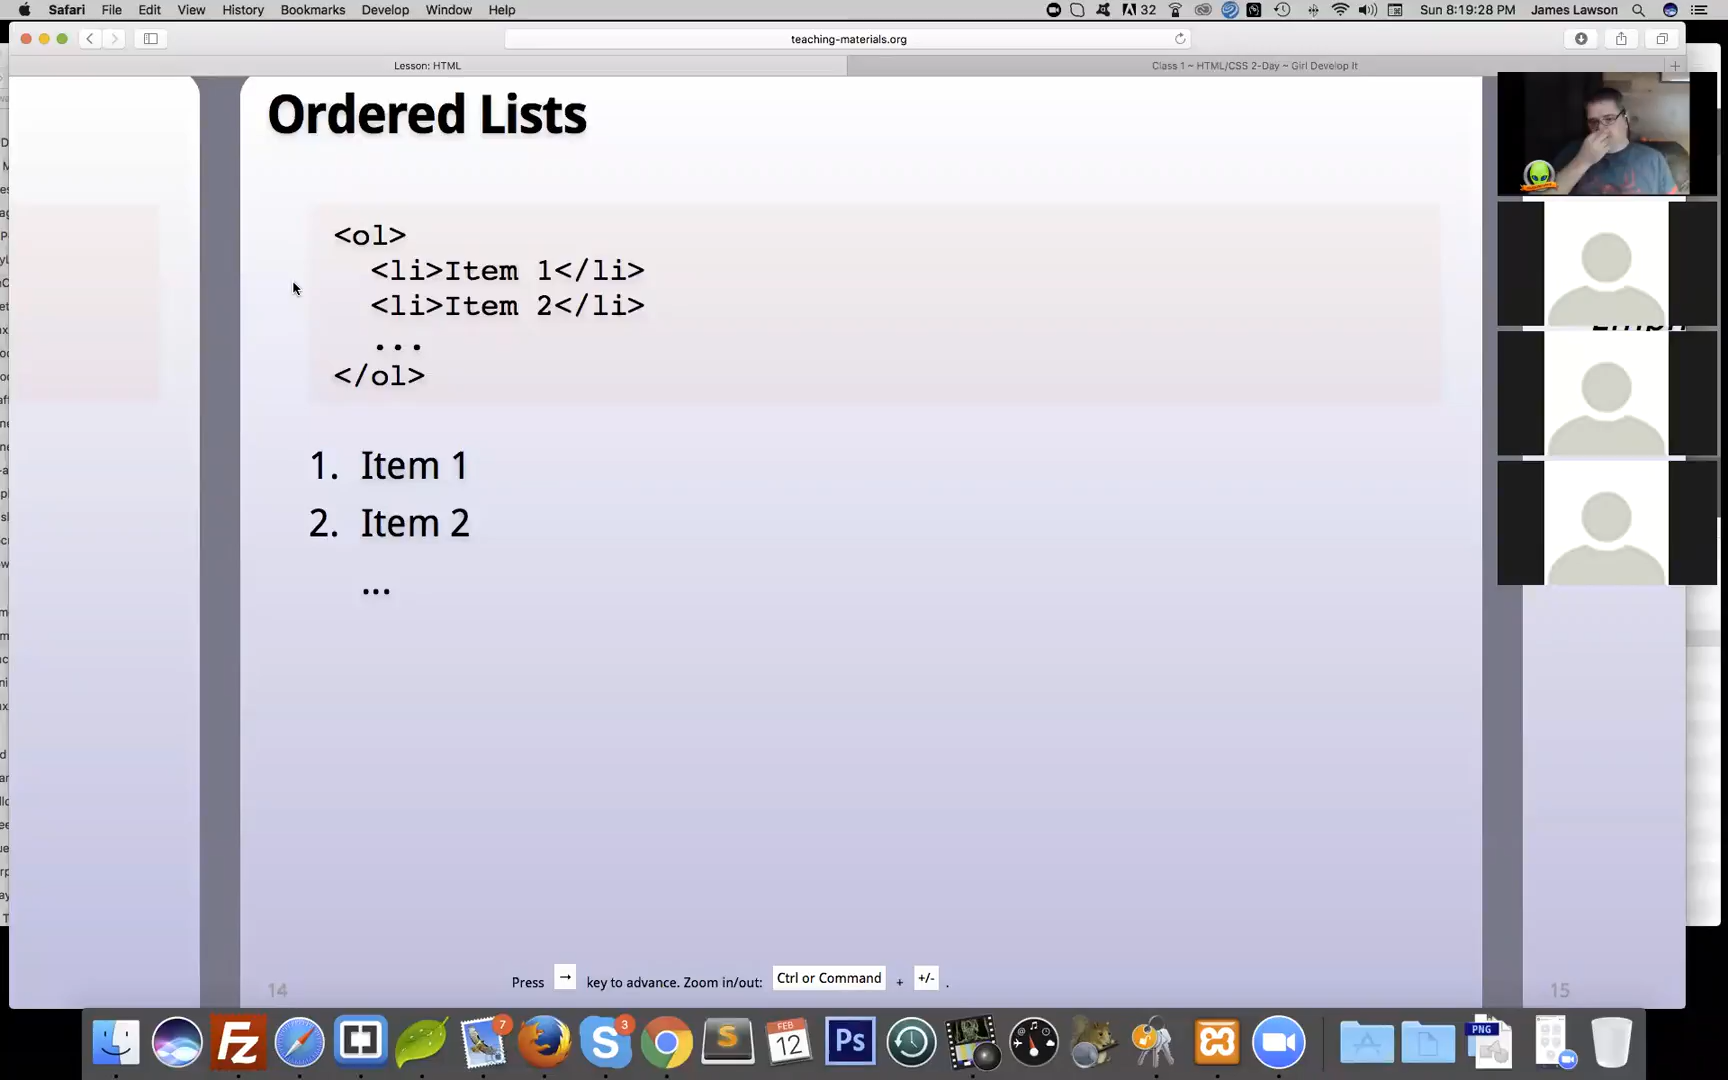 Safari File Edit View History Bookmarks Develop Window Help 32 Sun 8:19:28 PM James Lawson
teaching-materials.org
Lesson: HTML Class 1 ~ HTML/CSS 2-Day ~ Girl Develop It
Ordered Lists
<ol>
<li>Item 1</li>
<li>Item 2</li>
...
</ol>
1. Item 1
2. Item 2
...
Press → key to advance. Zoom in/out: Ctrl or Command + +/- .
14 15
7 3 FEB
12 Ps PNG